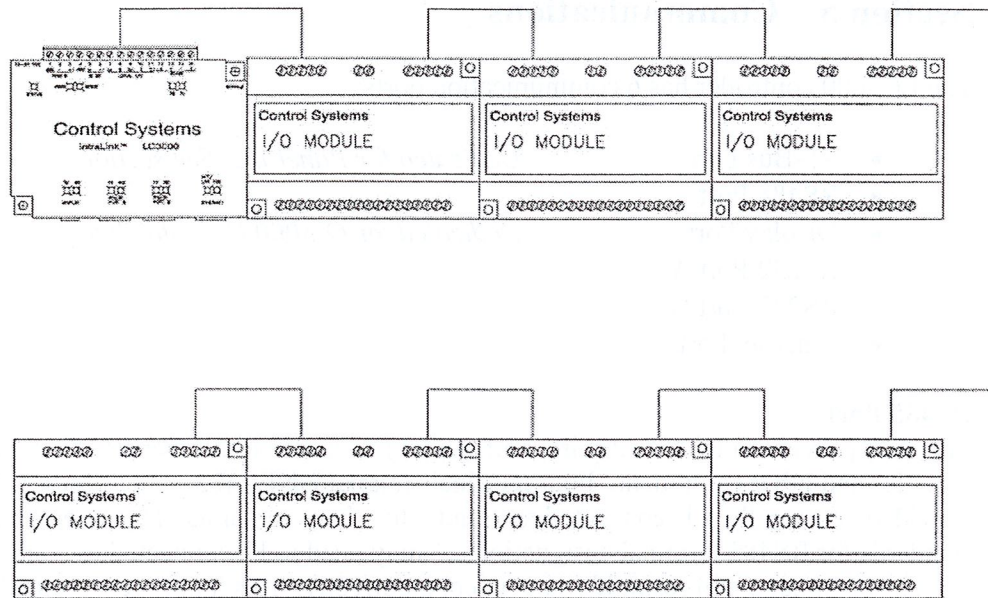 Control Systems
IntraLink™ LC3000
Control Systems
I/O MODULE
Control Systems
I/O MODULE
Control Systems
I/O MODULE
Control Systems
I/O MODULE
Control Systems
I/O MODULE
Control Systems
I/O MODULE
Control Systems
I/O MODULE